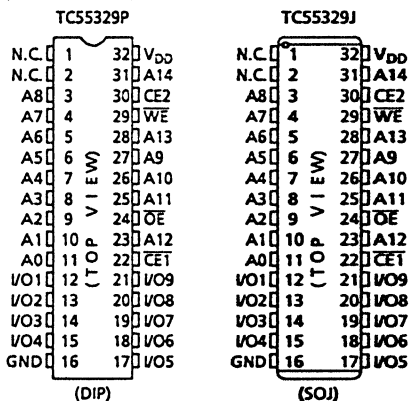 TC55329P
N.C. 1 32 VDD
N.C. 2 31 A14
A8 3 30 CE2
A7 4 29 W̅E̅
A6 5 28 A13
A5 6 27 A9
A4 7 26 A10
A3 8 25 A11
A2 9 24 O̅E̅
A1 10 23 A12
A0 11 22 C̅E̅1̅
I/O1 12 21 I/O9
I/O2 13 20 I/O8
I/O3 14 19 I/O7
I/O4 15 18 I/O6
GND 16 17 I/O5
(TOP VIEW)
(DIP)
TC55329J
N.C. 1 32 VDD
N.C. 2 31 A14
A8 3 30 CE2
A7 4 29 W̅E̅
A6 5 28 A13
A5 6 27 A9
A4 7 26 A10
A3 8 25 A11
A2 9 24 O̅E̅
A1 10 23 A12
A0 11 22 C̅E̅1̅
I/O1 12 21 I/O9
I/O2 13 20 I/O8
I/O3 14 19 I/O7
I/O4 15 18 I/O6
GND 16 17 I/O5
(TOP VIEW)
(SOJ)